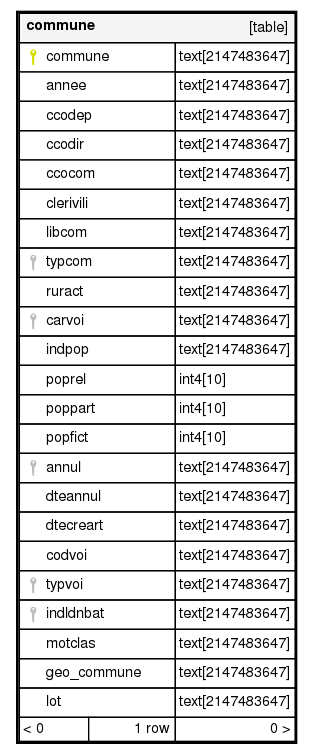 commune [table]
commune text[2147483647]
annee text[2147483647]
ccodep text[2147483647]
ccodir text[2147483647]
ccocom text[2147483647]
clerivili text[2147483647]
libcom text[2147483647]
typcom text[2147483647]
ruract text[2147483647]
carvoi text[2147483647]
indpop text[2147483647]
poprel int4[10]
poppart int4[10]
popfict int4[10]
annul text[2147483647]
dteannul text[2147483647]
dtecreart text[2147483647]
codvoi text[2147483647]
typvoi text[2147483647]
indldnbat text[2147483647]
motclas text[2147483647]
geo_commune text[2147483647]
lot text[2147483647]
< 0 1 row 0 >